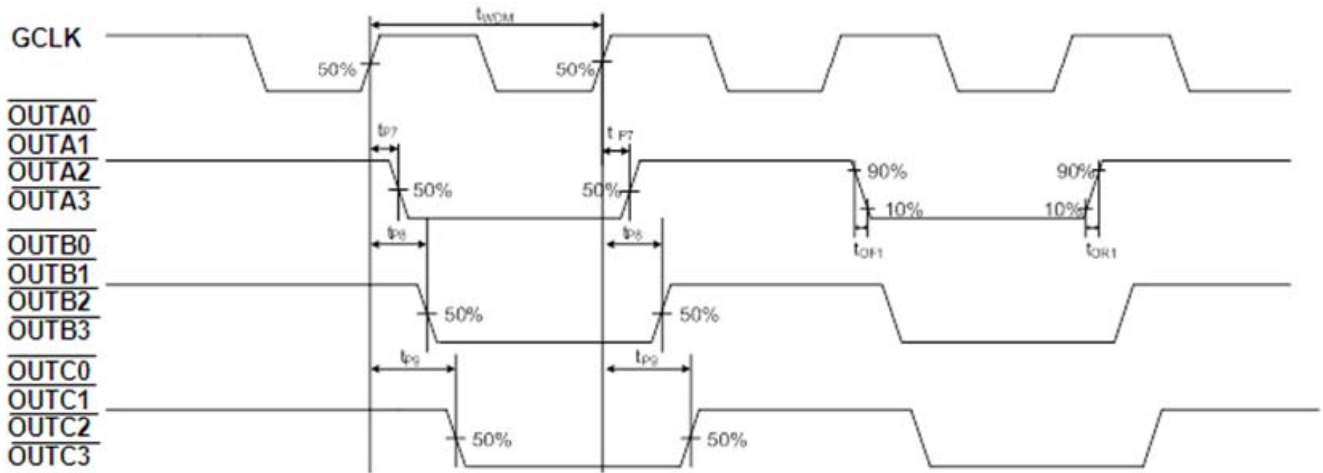 tWDM
GCLK
50%
50%
OUTA0
OUTA1
OUTA2
OUTA3
tP7
t P7
50%
50%
90%
10%
90%
10%
tOF1
tOR1
tP8
tP8
OUTB0
OUTB1
OUTB2
OUTB3
50%
50%
tP9
tP9
OUTC0
OUTC1
OUTC2
OUTC3
50%
50%